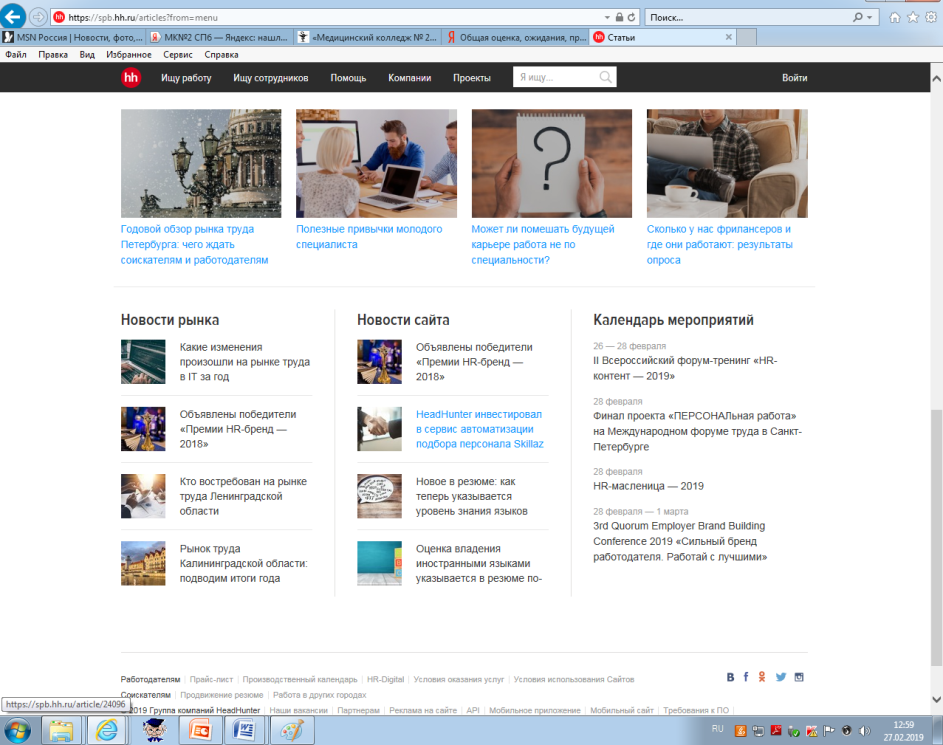 https://spb.hh.ru/articles?from=menu
Поиск...
MSN Россия | Новости, фото,...
МК№2 СПб — Яндекс: нашл...
«Медицинский колледж № 2...
Общая оценка, ожидания, пр...
Статьи
Файл Правка Вид Избранное Сервис Справка
hh Ищу работу Ищу сотрудников Помощь Компании Проекты Я ищу... Войти
Годовой обзор рынка труда
Петербурга: чего ждать
соискателям и работодателям
Полезные привычки молодого
специалиста
Может ли помешать будущей
карьере работа не по
специальности?
Сколько у нас фрилансеров и
где они работают: результаты
опроса
Новости рынка
Какие изменения
произошли на рынке труда
в IT за год
Объявлены победители
«Премии HR-бренд —
2018»
Кто востребован на рынке
труда Ленинградской
области
Рынок труда
Калининградской области:
подводим итоги года
Новости сайта
Объявлены победители
«Премии HR-бренд —
2018»
HeadHunter инвестировал
в сервис автоматизации
подбора персонала Skillaz
Новое в резюме: как
теперь указывается
уровень знания языков
Оценка владения
иностранными языками
указывается в резюме по-
Календарь мероприятий
26 — 28 февраля
II Всероссийский форум-тренинг «HR-
контент — 2019»
28 февраля
Финал проекта «ПЕРСОНАЛьная работа»
на Международном форуме труда в Санкт-
Петербурге
28 февраля
HR-масленица — 2019
28 февраля — 1 марта
3rd Quorum Employer Brand Building
Conference 2019 «Сильный бренд
работодателя. Работай с лучшими»
Работодателям | Прайс-лист | Производственный календарь | HR-Digital | Условия оказания услуг | Условия использования Сайтов
Соискателям | Продвижение резюме | Работа в других городах
https://spb.hh.ru/article/24096
2019 Группа компаний HeadHunter | Наши вакансии | Партнерам | Реклама на сайте | API | Мобильное приложение | Мобильный сайт | Требования к ПО |
RU
12:59
27.02.2019